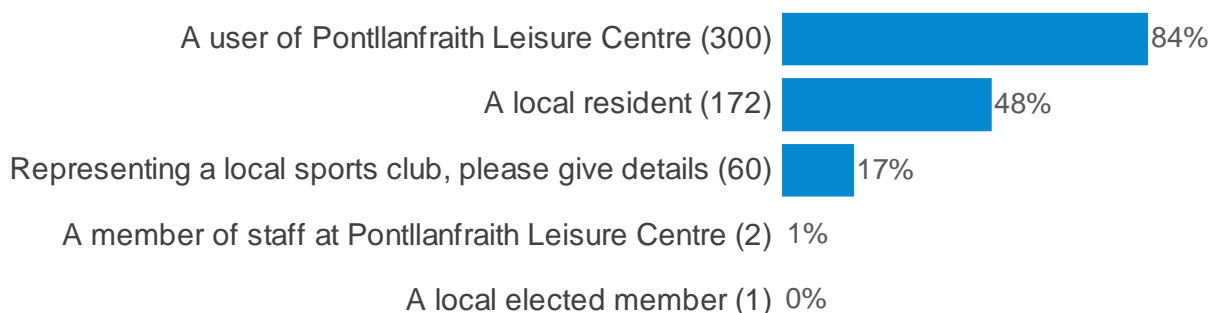 A user of Pontllanfraith Leisure Centre (300) 84%
A local resident (172) 48%
Representing a local sports club, please give details (60) 17%
A member of staff at Pontllanfraith Leisure Centre (2) 1%
A local elected member (1) 0%